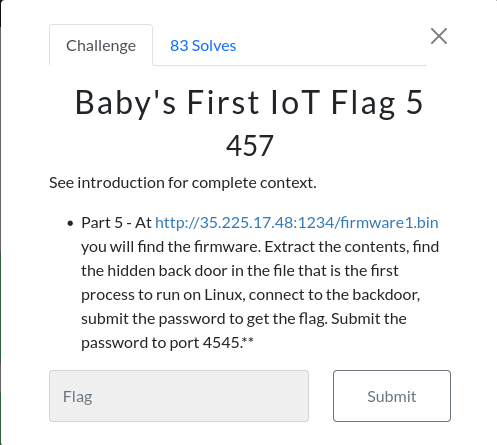 Challenge
83 Solves
Baby's First IoT Flag 5
457
See introduction for complete context.
• Part 5 - At http://35.225.17.48:1234/firmware1.bin
you will find the firmware. Extract the contents, find
the hidden back door in the file that is the first
process to run on Linux, connect to the backdoor,
submit the password to get the flag. Submit the
password to port 4545.**
Flag
Submit